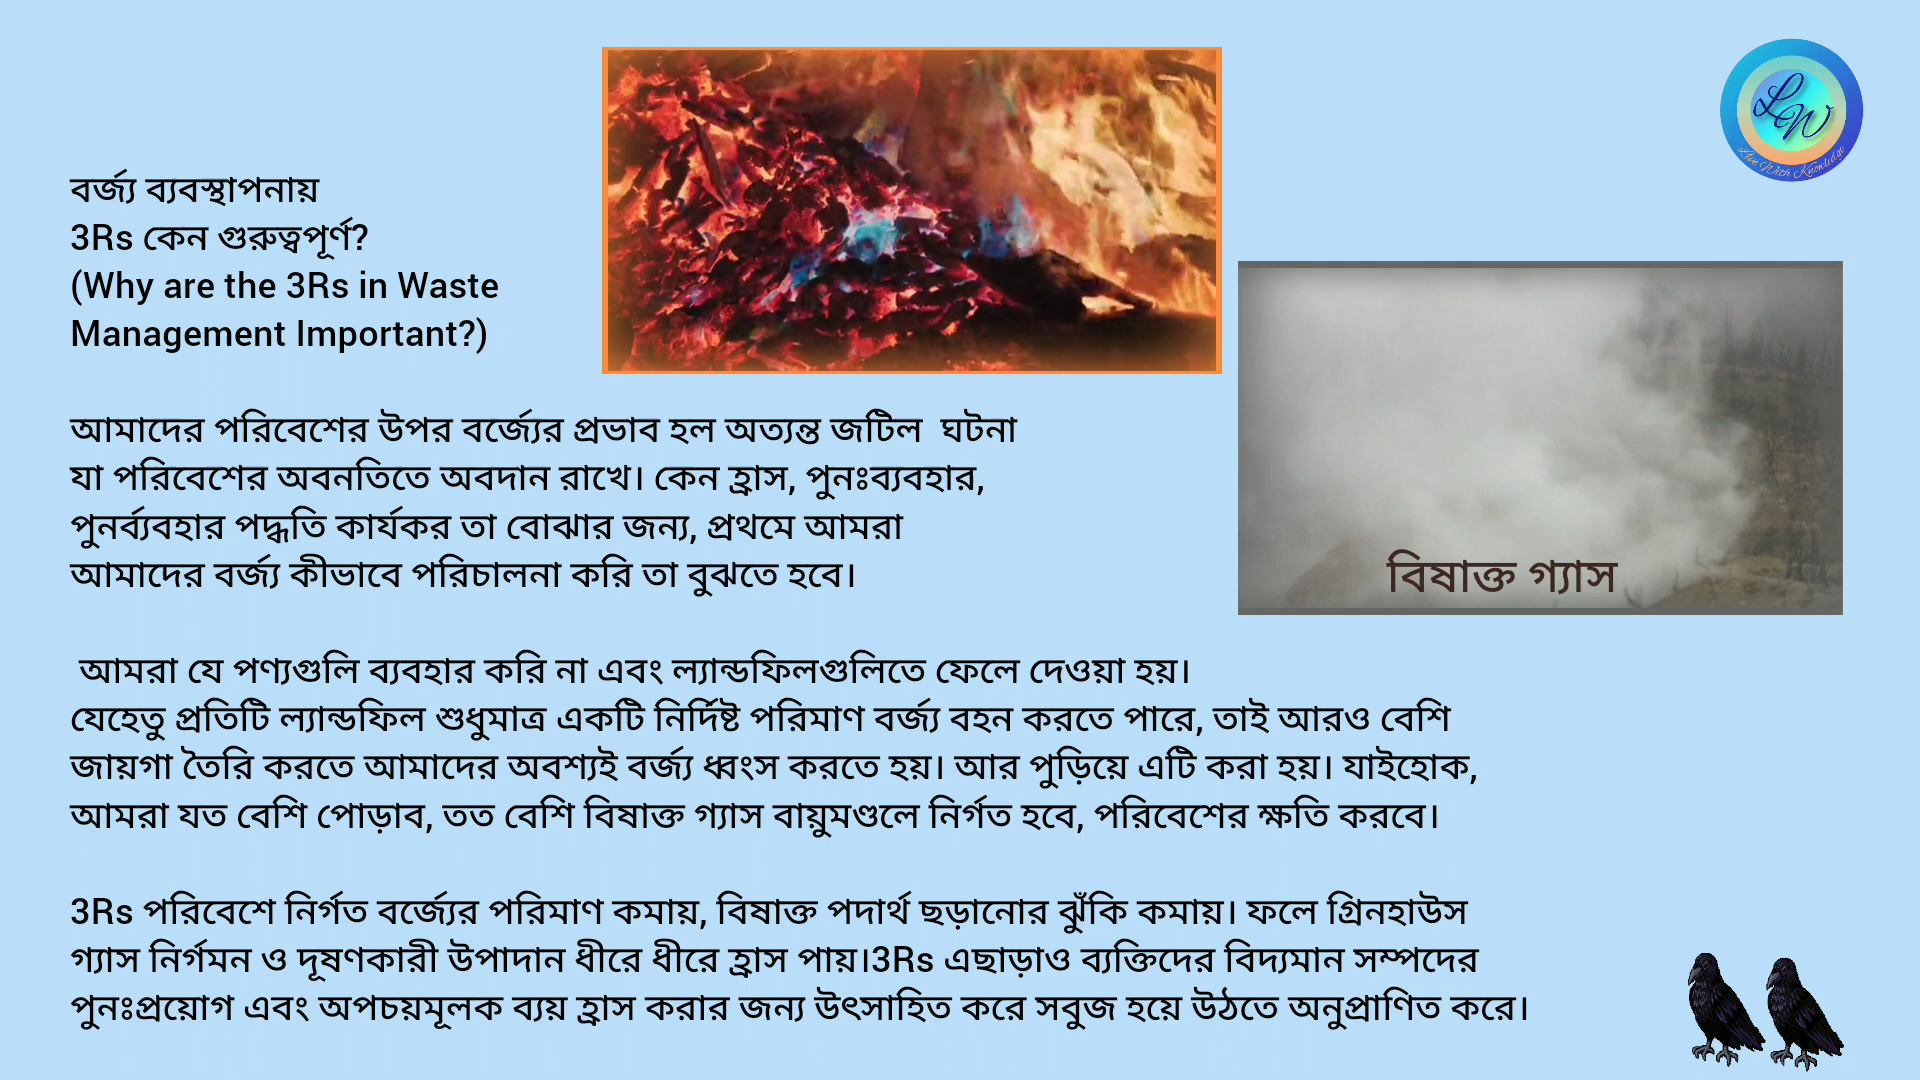 বর্জ্য ব্যবস্থাপনায়
3Rs কেন গুরুত্বপূর্ণ?
(Why are the 3Rs in Waste
Management Important?)
LW
Live With Knowledge
আমাদের পরিবেশের উপর বর্জ্যের প্রভাব হল অত্যন্ত জটিল ঘটনা
যা পরিবেশের অবনতিতে অবদান রাখে। কেন হ্রাস, পুনঃব্যবহার,
পুনর্ব্যবহার পদ্ধতি কার্যকর তা বোঝার জন্য, প্রথমে আমরা
আমাদের বর্জ্য কীভাবে পরিচালনা করি তা বুঝতে হবে।
বিষাক্ত গ্যাস
আমরা যে পণ্যগুলি ব্যবহার করি না এবং ল্যান্ডফিলগুলিতে ফেলে দেওয়া হয়।
যেহেতু প্রতিটি ল্যান্ডফিল শুধুমাত্র একটি নির্দিষ্ট পরিমাণ বর্জ্য বহন করতে পারে, তাই আরও বেশি
জায়গা তৈরি করতে আমাদের অবশ্যই বর্জ্য ধ্বংস করতে হয়। আর পুড়িয়ে এটি করা হয়। যাইহোক,
আমরা যত বেশি পোড়াব, তত বেশি বিষাক্ত গ্যাস বায়ুমণ্ডলে নির্গত হবে, পরিবেশের ক্ষতি করবে।
3Rs পরিবেশে নির্গত বর্জ্যের পরিমাণ কমায়, বিষাক্ত পদার্থ ছড়ানোর ঝুঁকি কমায়। ফলে গ্রিনহাউস
গ্যাস নির্গমন ও দূষণকারী উপাদান ধীরে ধীরে হ্রাস পায়।3Rs এছাড়াও ব্যক্তিদের বিদ্যমান সম্পদের
পুনঃপ্রয়োগ এবং অপচয়মূলক ব্যয় হ্রাস করার জন্য উৎসাহিত করে সবুজ হয়ে উঠতে অনুপ্রাণিত করে।